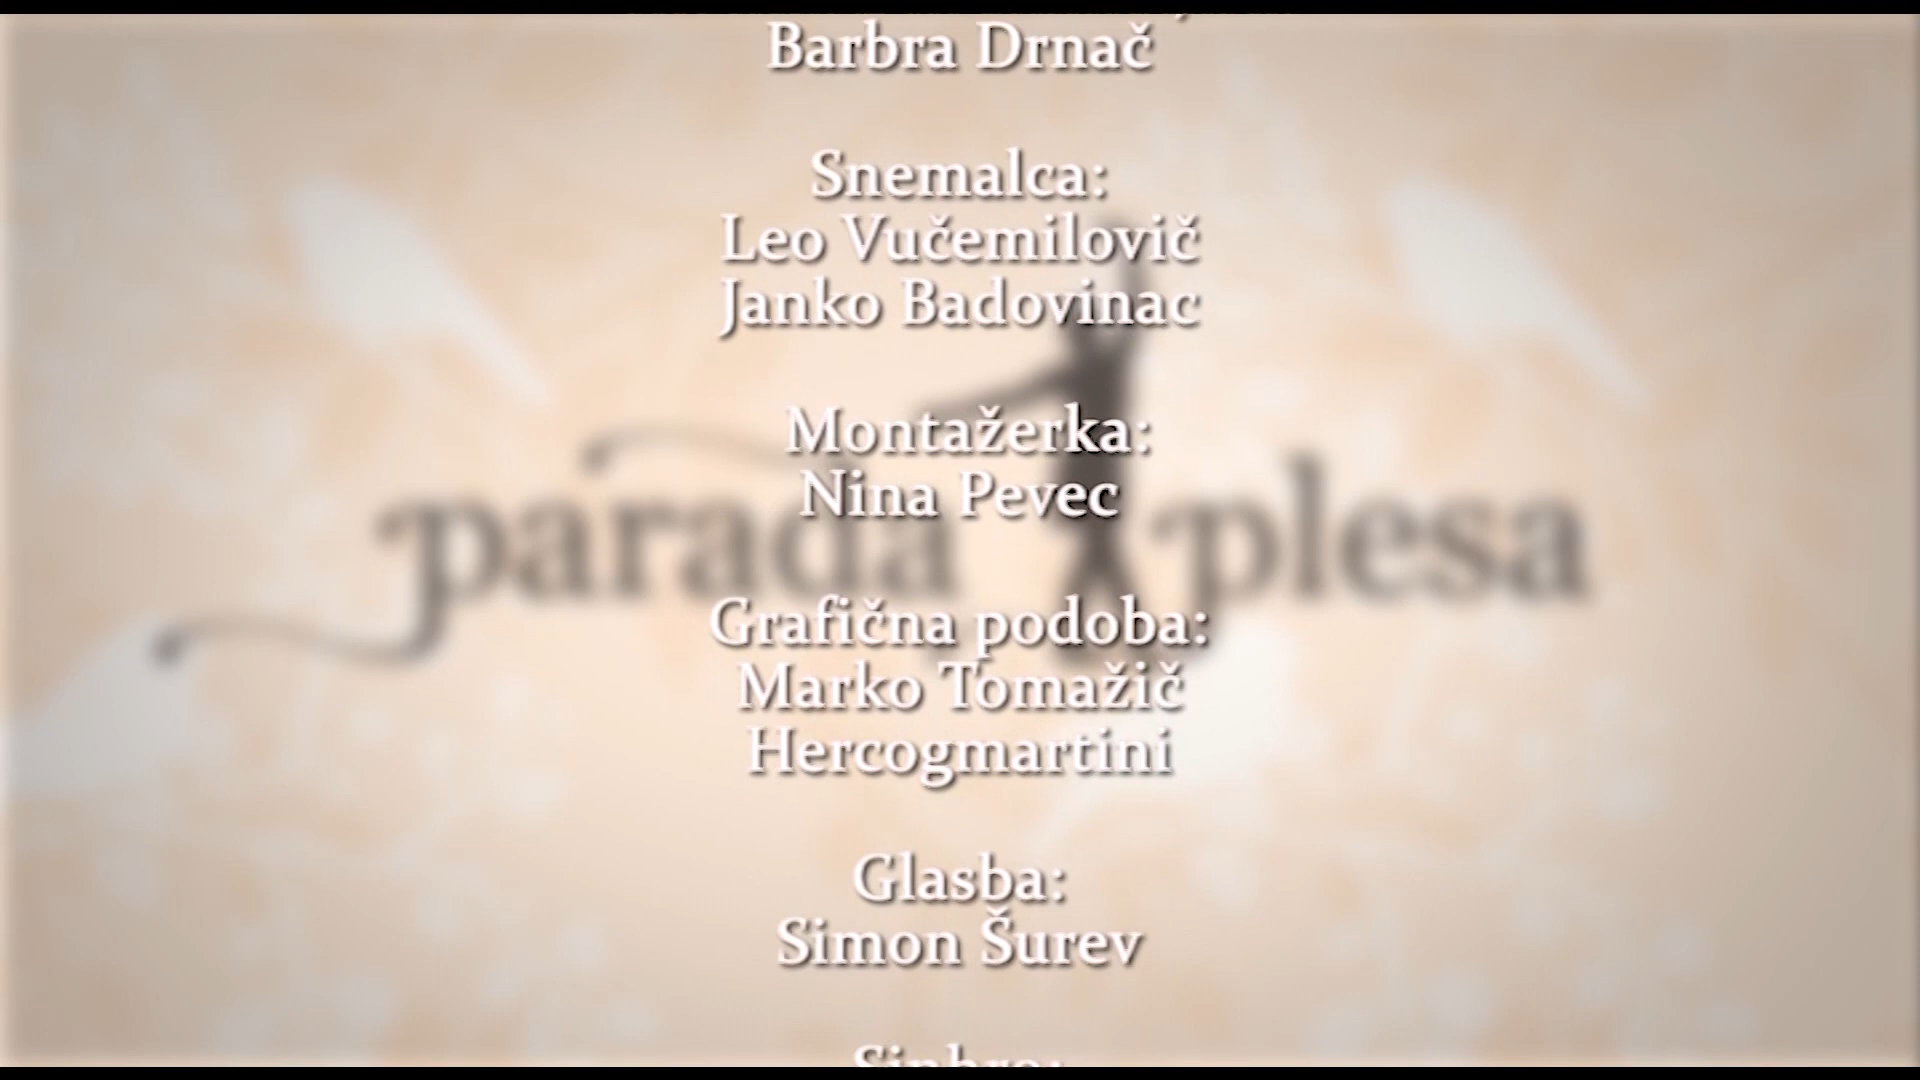 Barbra Drnač
Snemalca:
Leo Vučemilovič
Janko Badovinac
Montažerka:
Nina Pevec
parada plesa
Grafična podoba:
Marko Tomažič
Hercogmartini
Glasba:
Simon Šurev